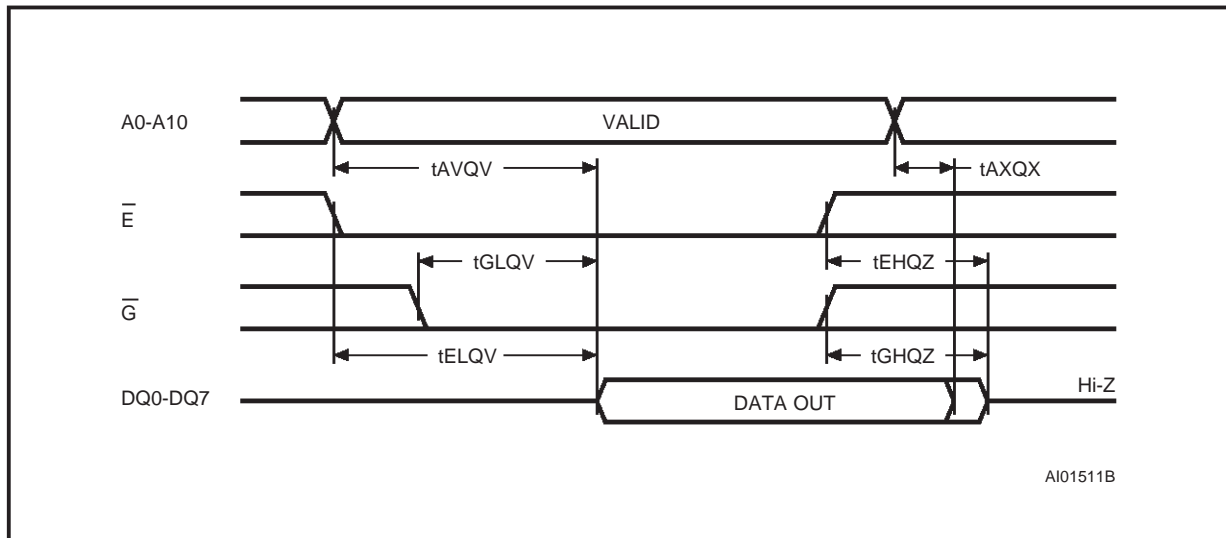 A0-A10
VALID
tAVQV
tAXQX
E
tGLQV
tEHQZ
G
tELQV
tGHQZ
DQ0-DQ7
DATA OUT
Hi-Z
AI01511B